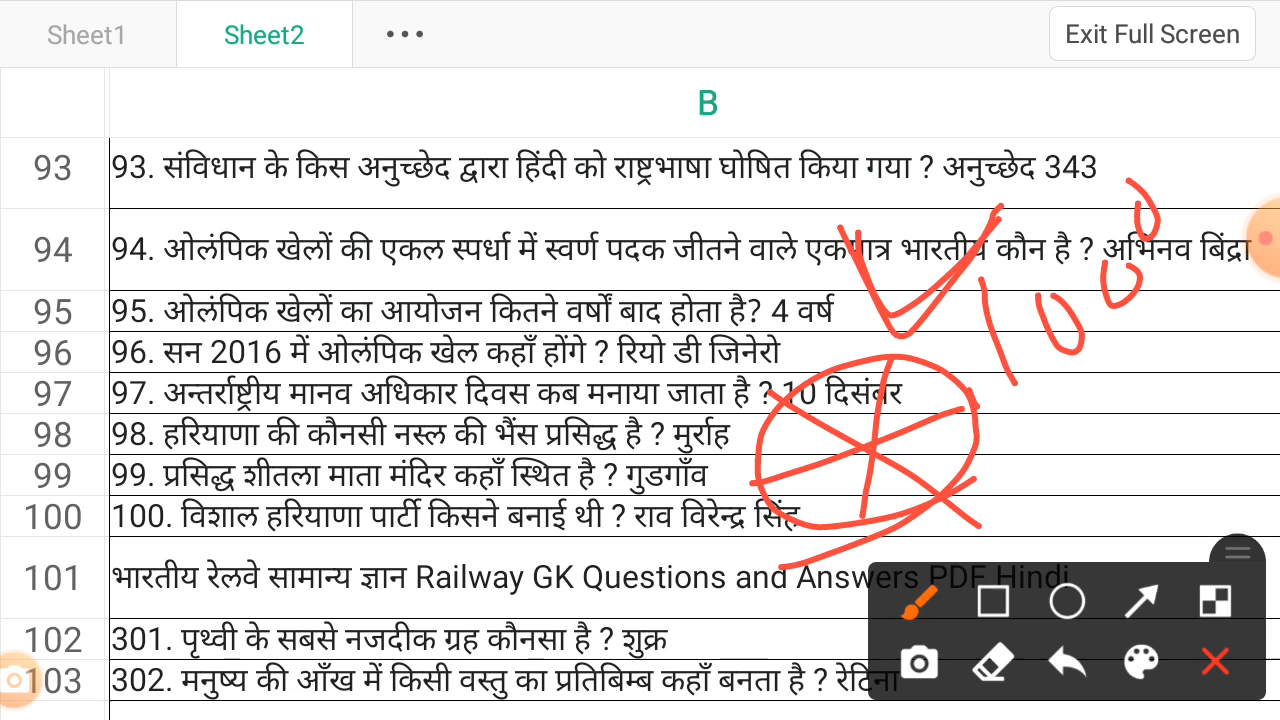 Sheet1 Sheet2 ••• Exit Full Screen
B
93 93. संविधान के किस अनुच्छेद द्वारा हिंदी को राष्ट्रभाषा घोषित किया गया ? अनुच्छेद 343
94 94. ओलंपिक खेलों की एकल स्पर्धा में स्वर्ण पदक जीतने वाले एकमात्र भारतीय कौन है ? अभिनव बिंद्रा
95 95. ओलंपिक खेलों का आयोजन कितने वर्षों बाद होता है? 4 वर्ष
96 96. सन 2016 में ओलंपिक खेल कहाँ होंगे ? रियो डी जिनेरो
97 97. अन्तर्राष्ट्रीय मानव अधिकार दिवस कब मनाया जाता है ? 10 दिसंबर
98 98. हरियाणा की कौनसी नस्ल की भैंस प्रसिद्ध है ? मुर्राह
99 99. प्रसिद्ध शीतला माता मंदिर कहाँ स्थित है ? गुडगाँव
100 100. विशाल हरियाणा पार्टी किसने बनाई थी ? राव विरेन्द्र सिंह
101 भारतीय रेलवे सामान्य ज्ञान Railway GK Questions and Answers PDF Hindi
102 301. पृथ्वी के सबसे नजदीक ग्रह कौनसा है ? शुक्र
103 302. मनुष्य की आँख में किसी वस्तु का प्रतिबिम्ब कहाँ बनता है ? रेटिना
1000